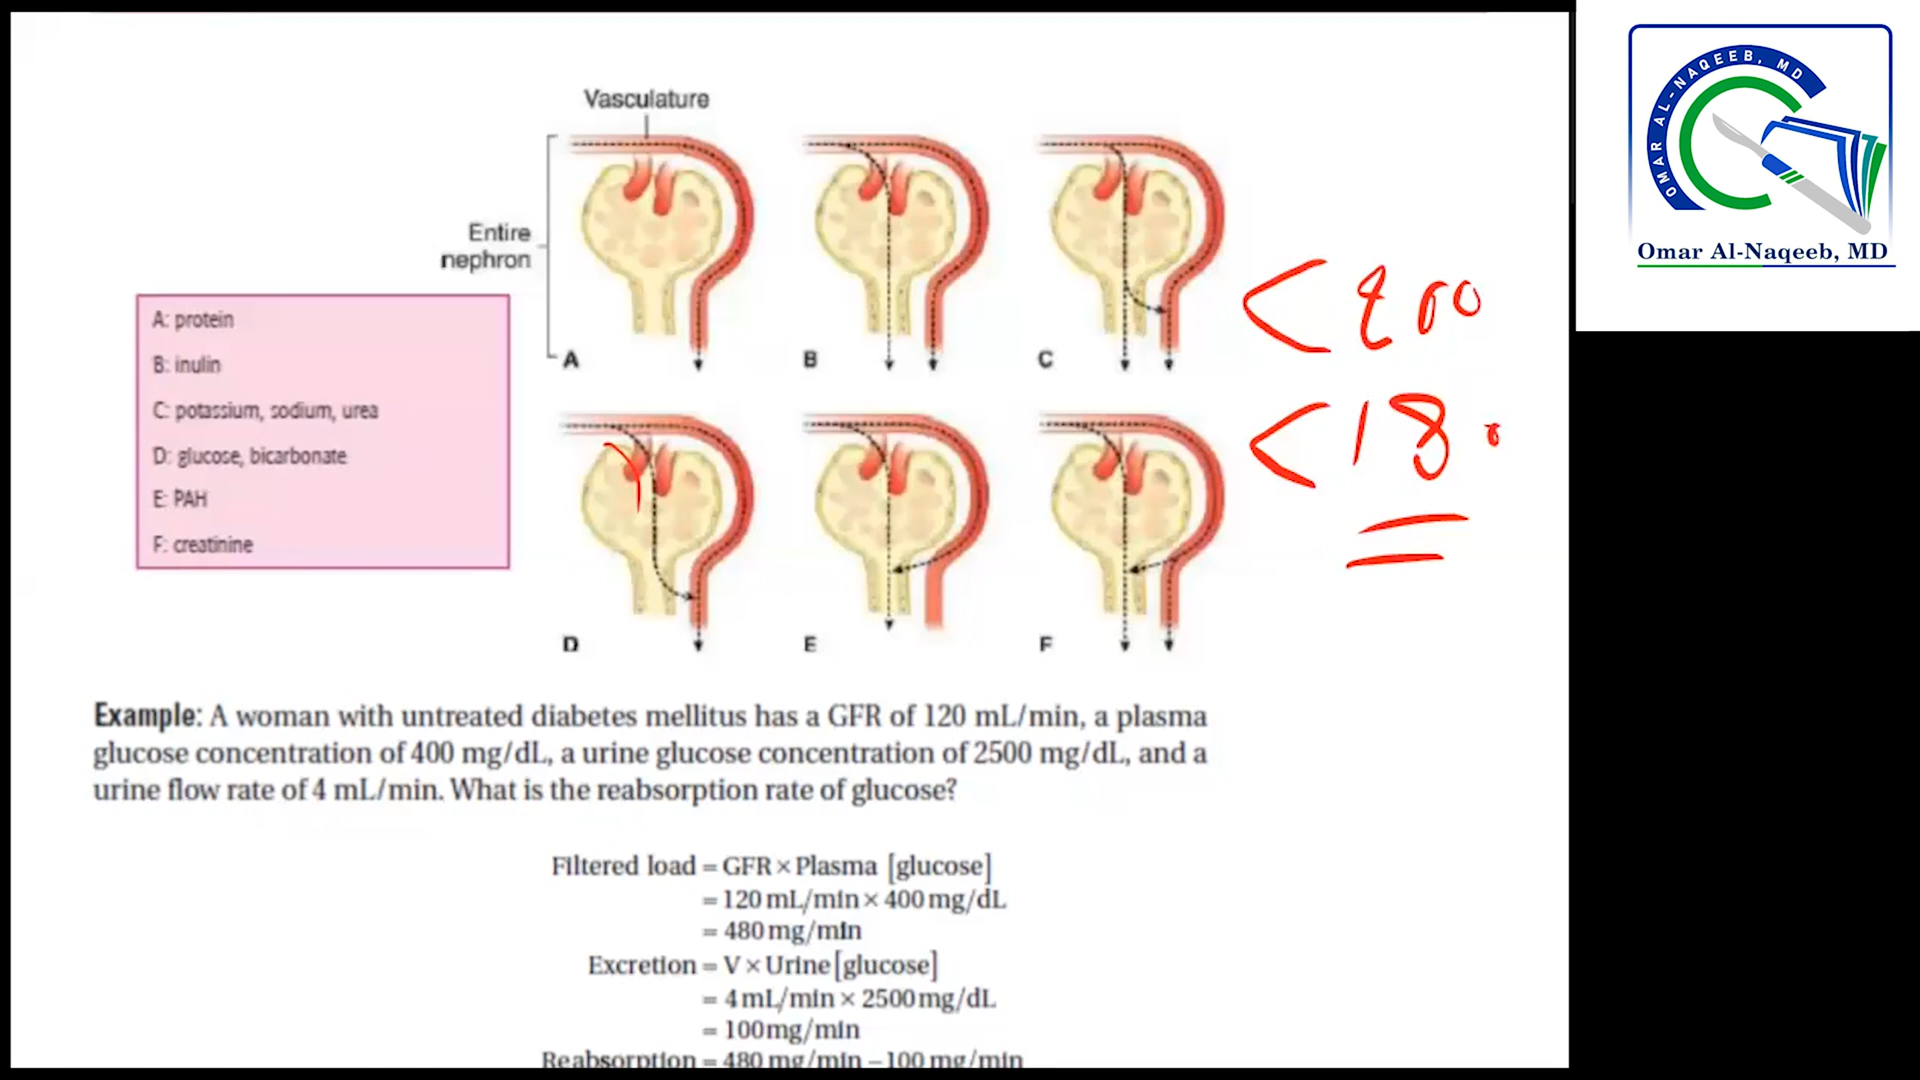 Vasculature
Entire
nephron
A: protein
B: inulin
C: potassium, sodium, urea
D: glucose, bicarbonate
E: PAH
F: creatinine
A
B
C
D
E
F
<200
<180
Example: A woman with untreated diabetes mellitus has a GFR of 120 mL/min, a plasma
glucose concentration of 400 mg/dL, a urine glucose concentration of 2500 mg/dL, and a
urine flow rate of 4 mL/min. What is the reabsorption rate of glucose?
Filtered load = GFR × Plasma [glucose]
= 120 mL/min × 400 mg/dL
= 480 mg/min
Excretion = V × Urine [glucose]
= 4 mL/min × 2500 mg/dL
= 100 mg/min
Reabsorption = 480 mg/min – 100 mg/min
OMAR AL-NAQEEB, MD
Omar Al-Naqeeb, MD